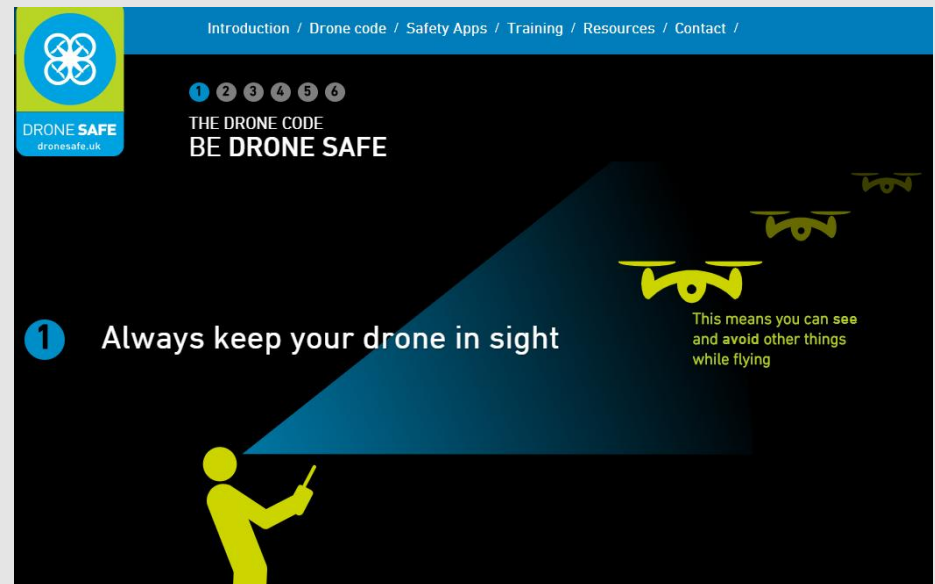 Introduction / Drone code / Safety Apps / Training / Resources / Contact /
DRONE SAFE
dronesafe.uk
1 2 3 4 5 6
THE DRONE CODE
BE DRONE SAFE
1 Always keep your drone in sight
This means you can see
and avoid other things
while flying